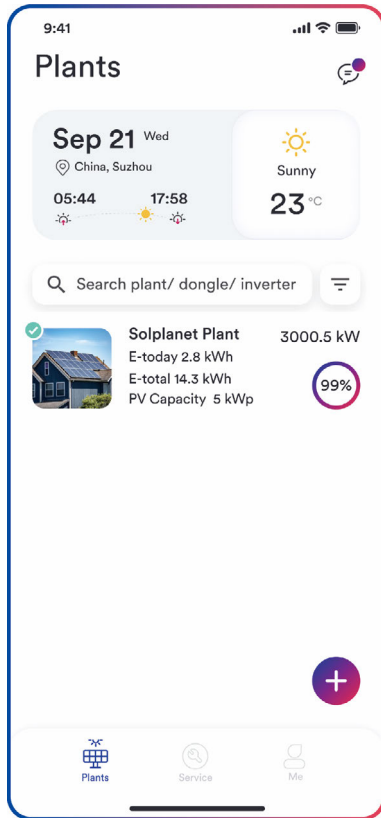 9:41
Plants
Sep 21 Wed
China, Suzhou
05:44 17:58
Sunny
23 °C
Search plant/ dongle/ inverter
Solplanet Plant 3000.5 kW
E-today 2.8 kWh
E-total 14.3 kWh
PV Capacity 5 kWp
99%
Plants Service Me